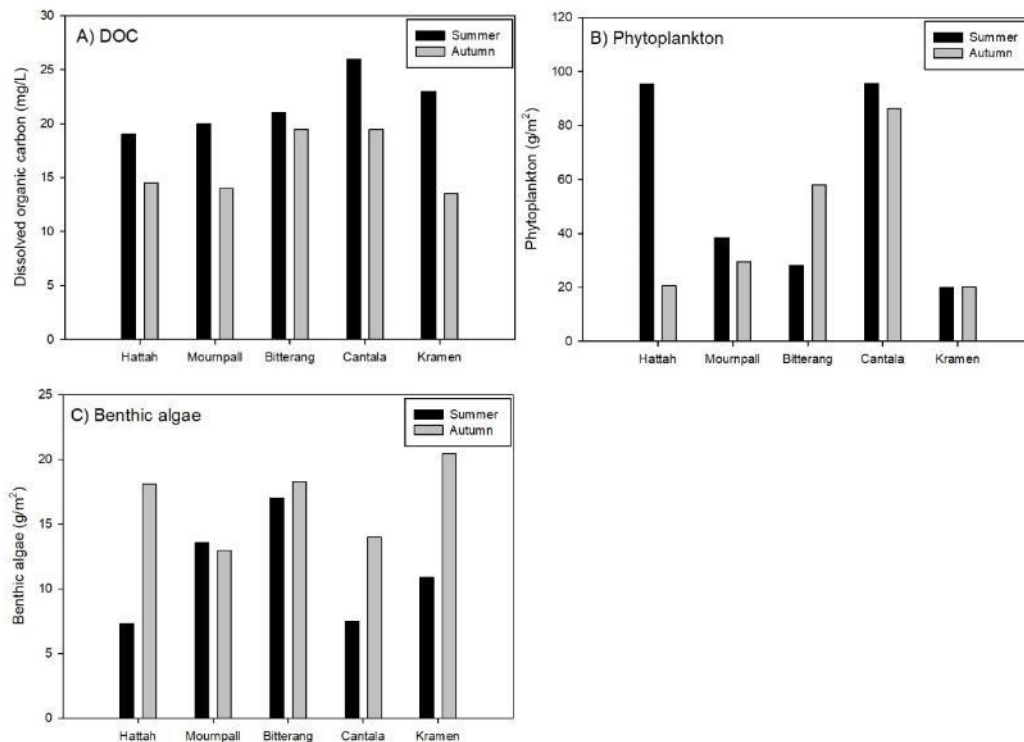 A) DOC
Summer
Autumn
Dissolved organic carbon (mg/L)
30
25
20
15
10
5
0
Hattah Mournpall Bitterang Cantala Kramen
B) Phytoplankton
Summer
Autumn
Phytoplankton (g/m²)
120
100
80
60
40
20
0
Hattah Mournpall Bitterang Cantala Kramen
C) Benthic algae
Summer
Autumn
Benthic algae (g/m²)
25
20
15
10
5
0
Hattah Mournpall Bitterang Cantala Kramen